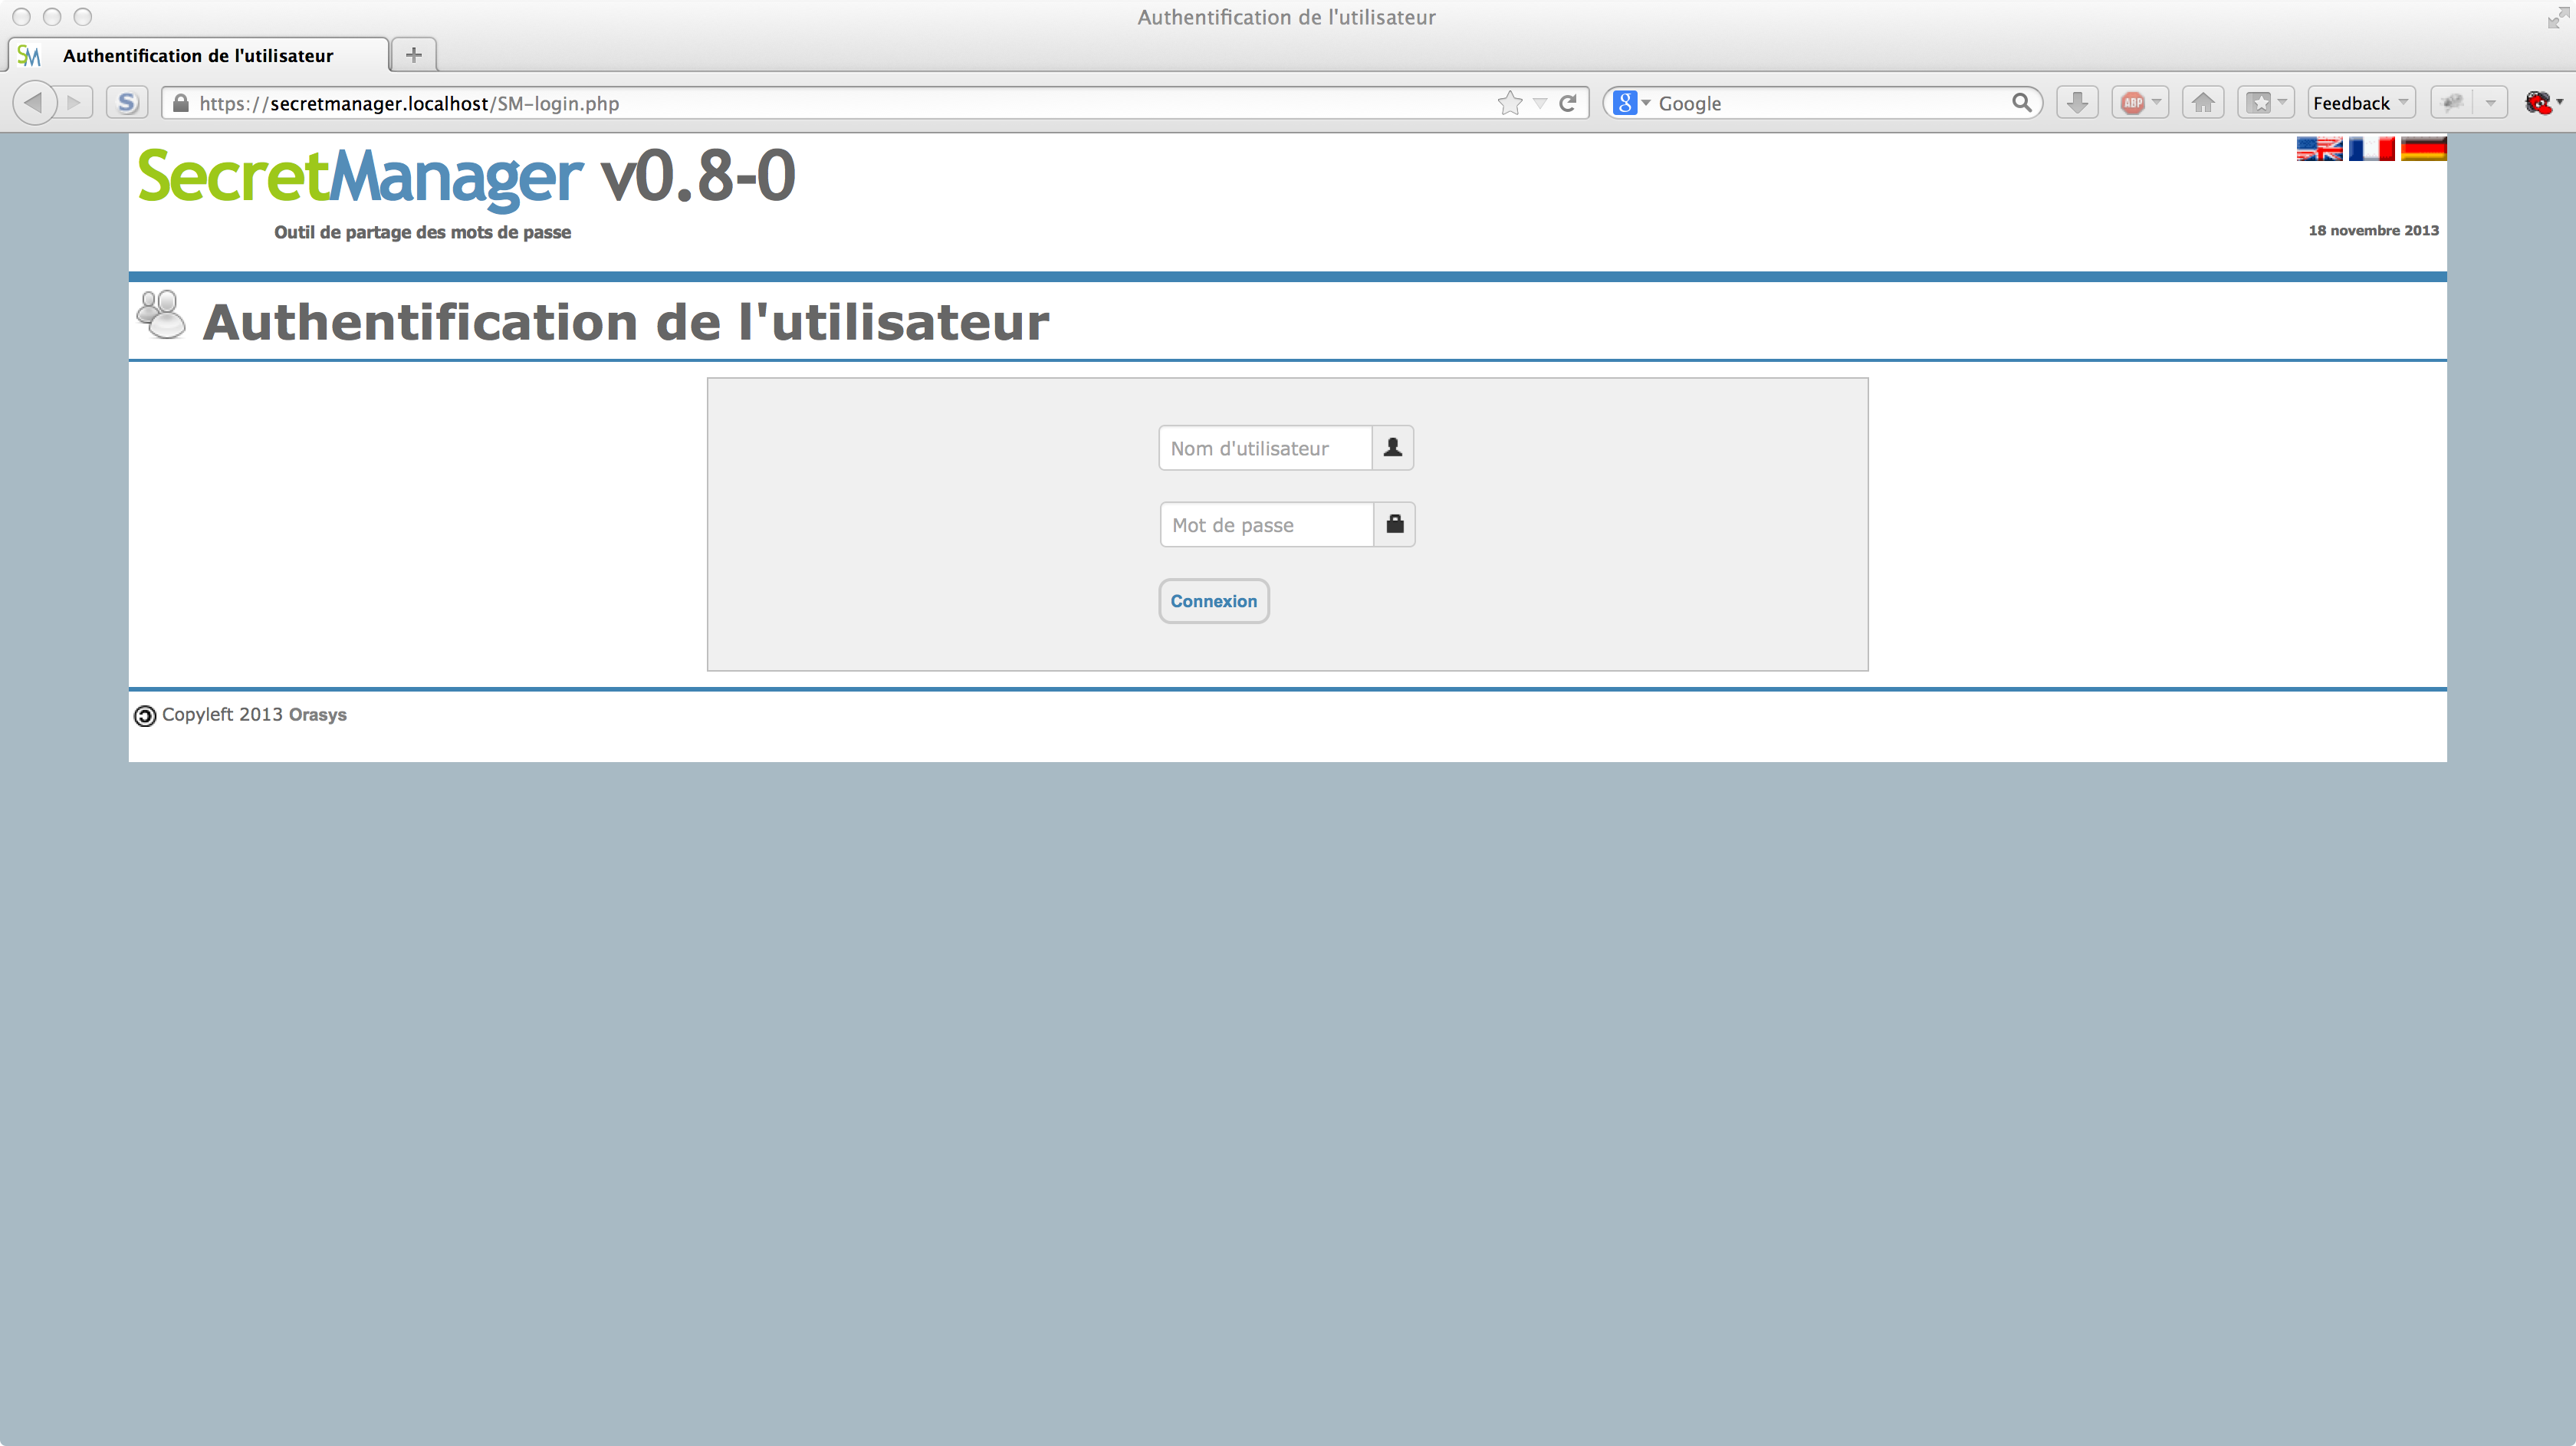 Authentification de l'utilisateur
SM Authentification de l'utilisateur
S https://secretmanager.localhost/SM-login.php g Google ABP Feedback
SecretManager v0.8-0
Outil de partage des mots de passe
18 novembre 2013
Authentification de l'utilisateur
Nom d'utilisateur
Mot de passe
Connexion
Copyleft 2013 Orasys